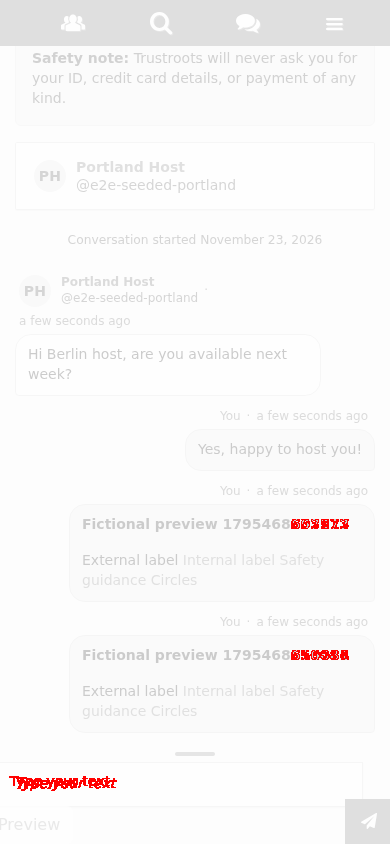 Safety note: Trustroots will never ask you for
your ID, credit card details, or payment of any
kind.
PH
Portland Host
@e2e-seeded-portland
Conversation started November 23, 2026
PH
Portland Host
@e2e-seeded-portland
a few seconds ago
Hi Berlin host, are you available next
week?
You · a few seconds ago
Yes, happy to host you!
You · a few seconds ago
Fictional preview 1795468
External label Internal label Safety
guidance Circles
You · a few seconds ago
Fictional preview 1795468
External label Internal label Safety
guidance Circles
Type your text
Preview